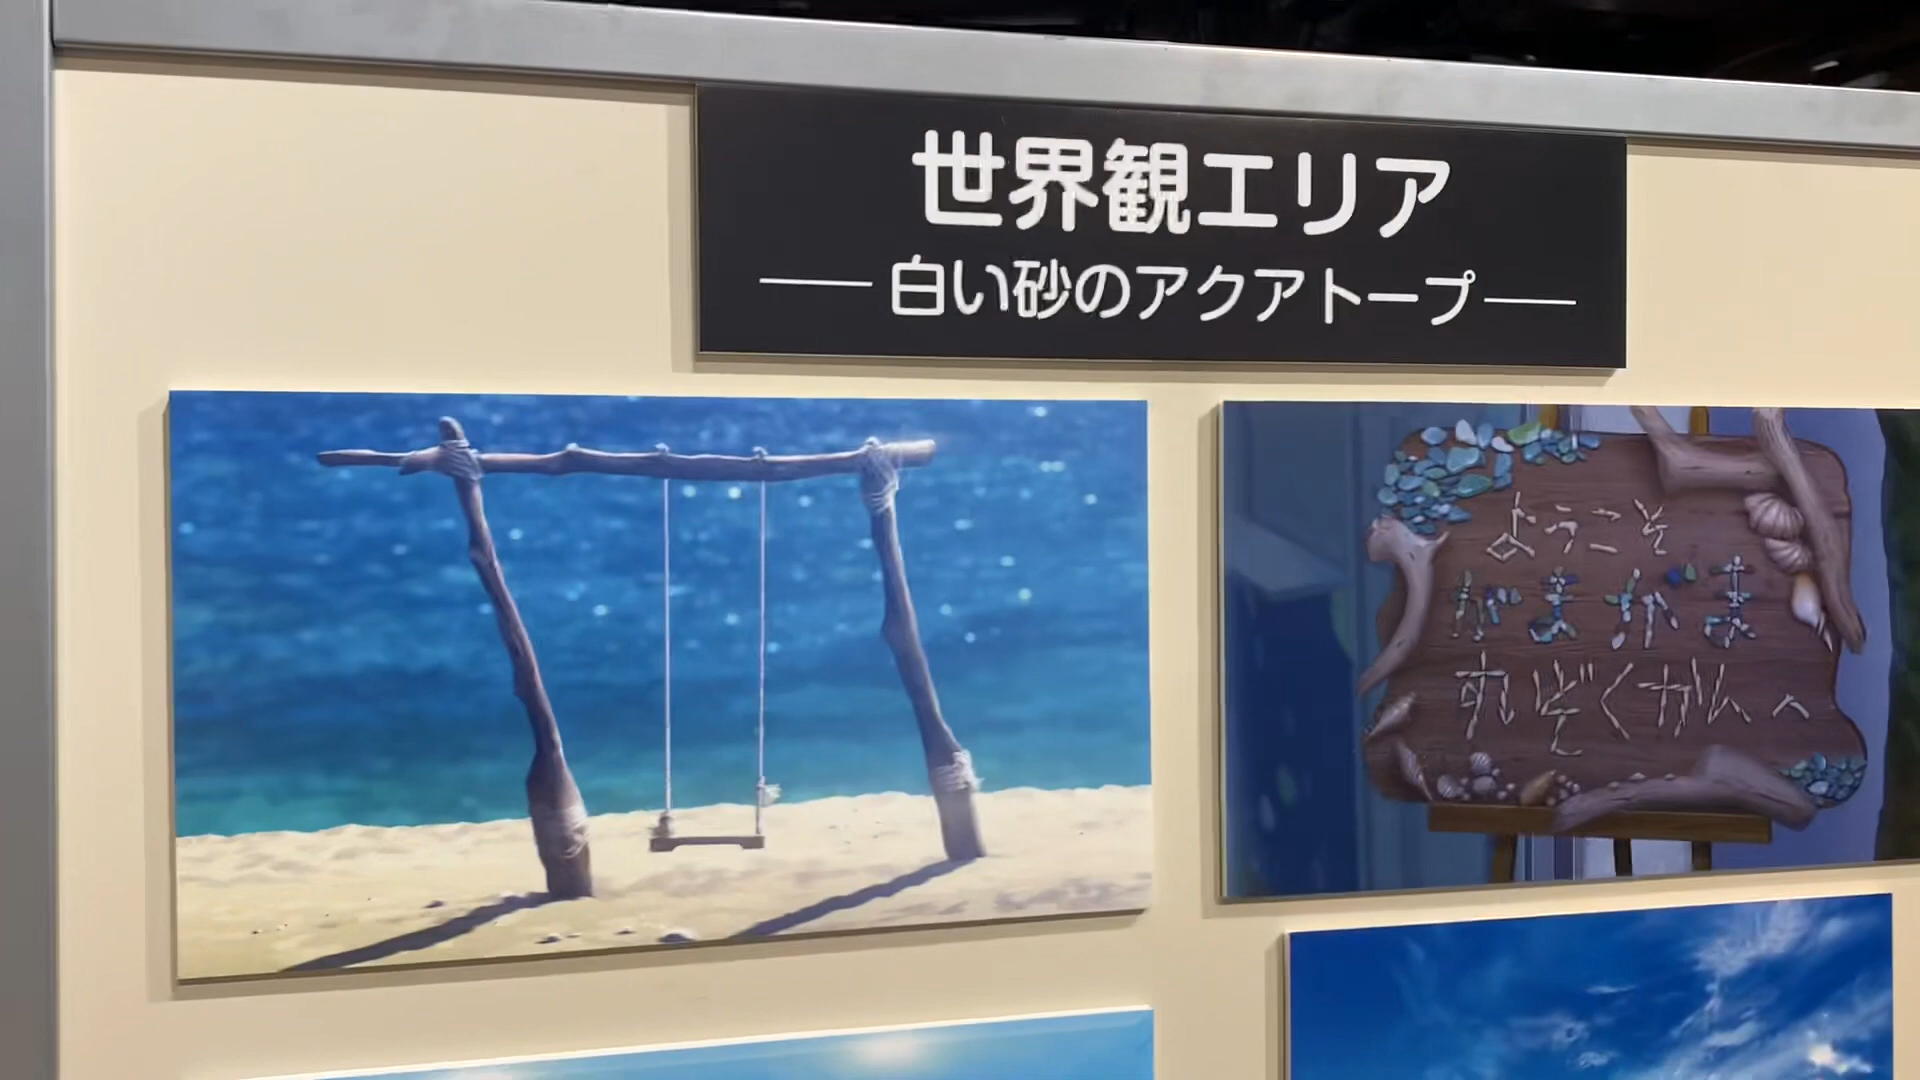 世界観エリア
白い砂のアクアトープ
ようこそ
がまがま
すいぞくかんへ